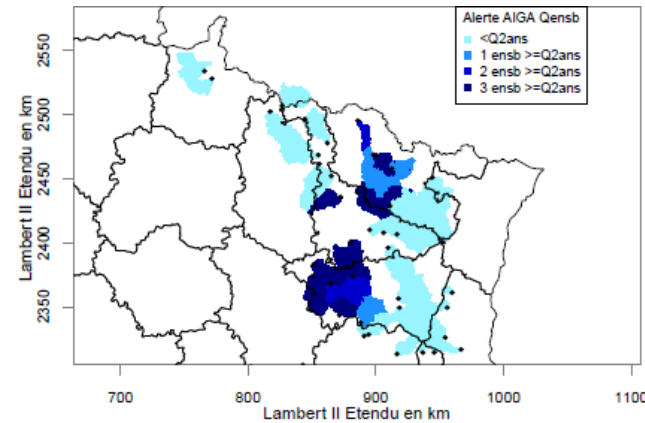 Alerte AIGA Qensb
<Q2ans
1 ensb >=Q2ans
2 ensb >=Q2ans
3 ensb >=Q2ans
2550
2500
2450
2400
2350
Lambert II Etendu en km
700
800
900
1000
1100
Lambert II Etendu en km